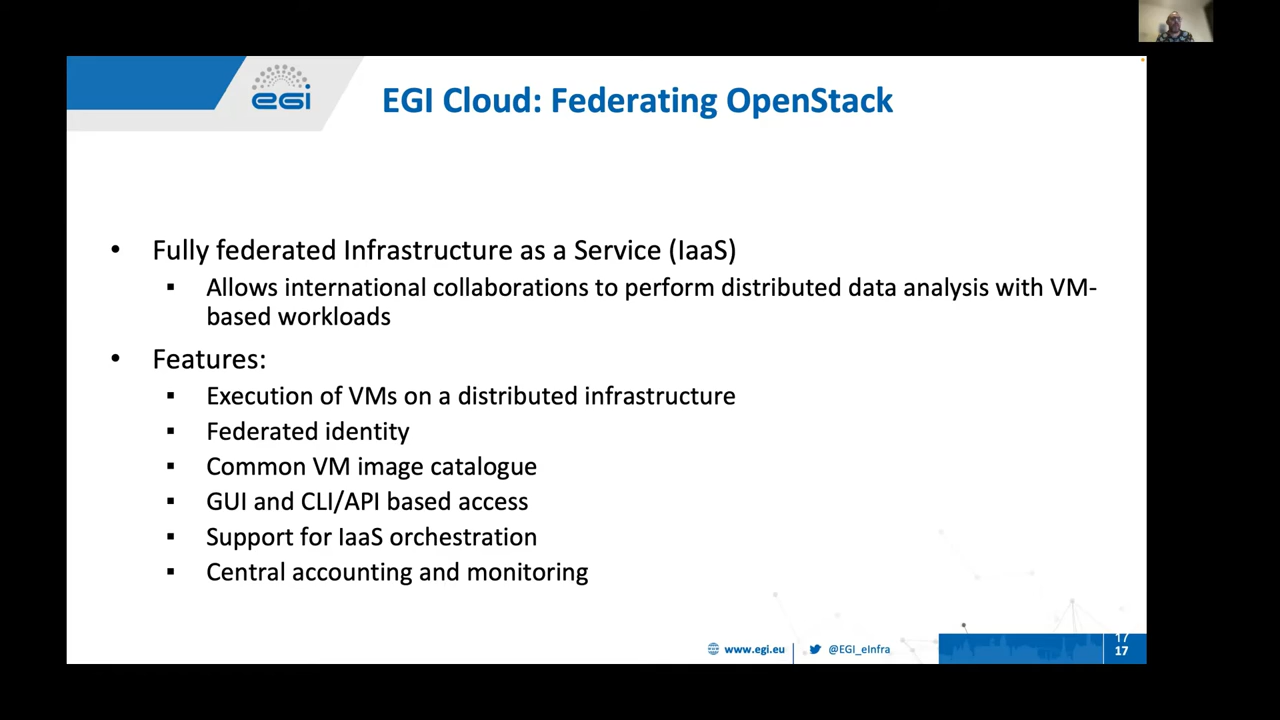 egi
EGI Cloud: Federating OpenStack
• Fully federated Infrastructure as a Service (IaaS)
▪ Allows international collaborations to perform distributed data analysis with VM-
based workloads
• Features:
▪ Execution of VMs on a distributed infrastructure
▪ Federated identity
▪ Common VM image catalogue
▪ GUI and CLI/API based access
▪ Support for IaaS orchestration
▪ Central accounting and monitoring
www.egi.eu
@EGI_eInfra
17
17